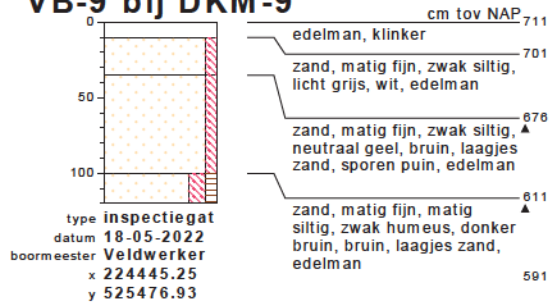 VB-9 bij DKM-9
cm tov NAP
0
711
edelman, klinker
701
zand, matig fijn, zwak siltig,
licht grijs, wit, edelman
50
676
zand, matig fijn, zwak siltig,
neutraal geel, bruin, laagjes
zand, sporen puin, edelman
100
611
zand, matig fijn, matig
siltig, zwak humeus, donker
bruin, bruin, laagjes zand,
edelman
591
type inspectiegat
datum 18-05-2022
boormeester Veldwerker
x 224445.25
y 525476.93